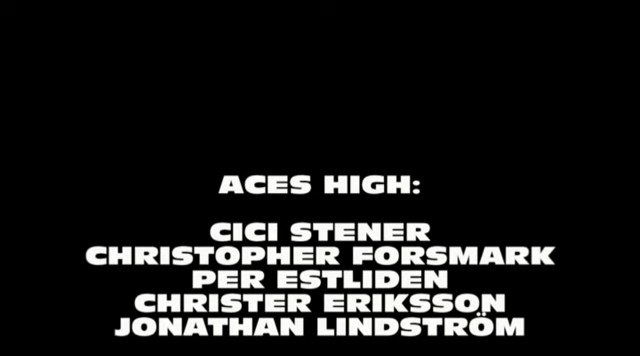 ACES HIGH:
CICI STENER
CHRISTOPHER FORSMARK
PER ESTLIDEN
CHRISTER ERIKSSON
JONATHAN LINDSTRÖM